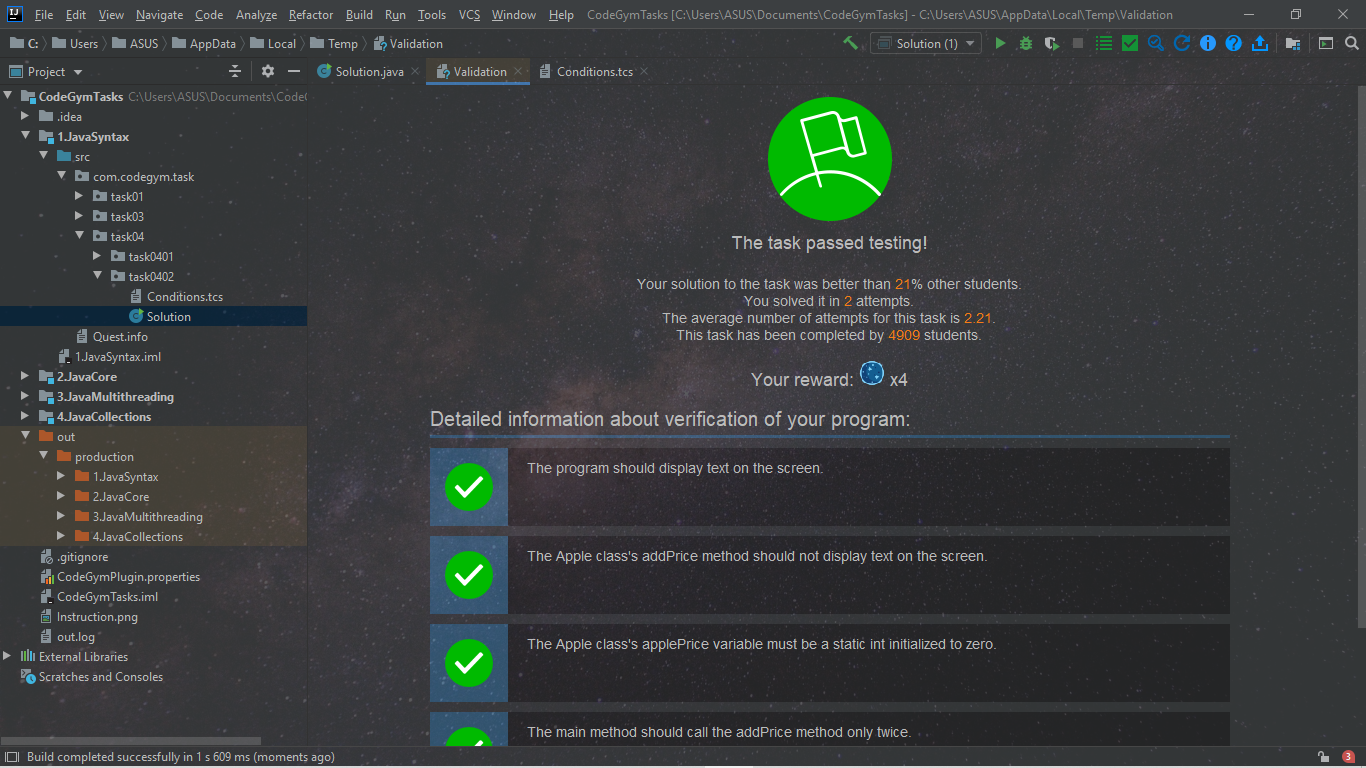 File Edit View Navigate Code Analyze Refactor Build Run Tools VCS Window Help CodeGymTasks [C:\Users\ASUS\Documents\CodeGymTasks] - C:\Users\ASUS\AppData\Local\Temp\Validation
C: Users ASUS AppData Local Temp Validation Solution (1)
Project Solution.java Validation Conditions.tcs
CodeGymTasks C:\Users\ASUS\Documents\Code
.idea
1.JavaSyntax
src
com.codegym.task
task01
task03
task04
task0401
task0402
Conditions.tcs
Solution
Quest.info
1.JavaSyntax.iml
2.JavaCore
3.JavaMultithreading
4.JavaCollections
out
production
1.JavaSyntax
2.JavaCore
3.JavaMultithreading
4.JavaCollections
.gitignore
CodeGymPlugin.properties
CodeGymTasks.iml
Instruction.png
out.log
External Libraries
Scratches and Consoles
The task passed testing!
Your solution to the task was better than 21% other students.
You solved it in 2 attempts.
The average number of attempts for this task is 2.21.
This task has been completed by 4909 students.
Your reward: x4
Detailed information about verification of your program:
The program should display text on the screen.
The Apple class's addPrice method should not display text on the screen.
The Apple class's applePrice variable must be a static int initialized to zero.
The main method should call the addPrice method only twice.
Build completed successfully in 1 s 609 ms (moments ago) 3